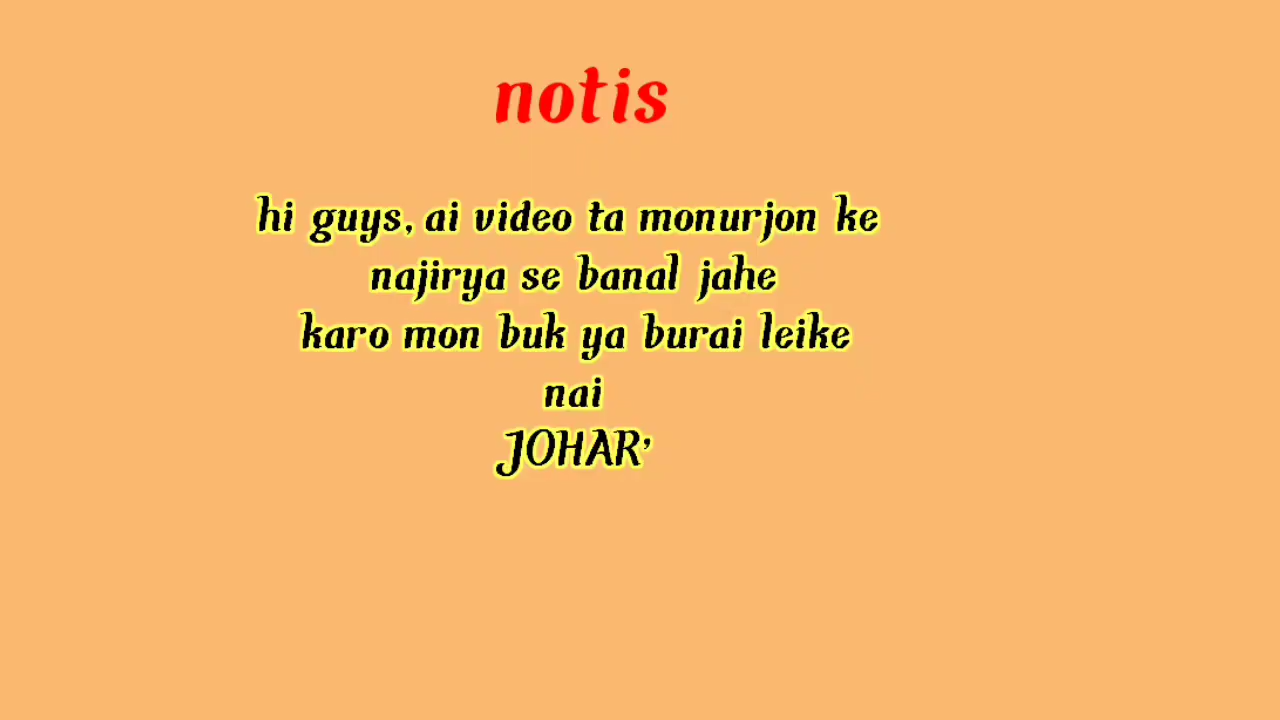 notis
hi guys, ai video ta monurjon ke
najirya se banal jahe
karo mon buk ya burai leike
nai
JOHAR'